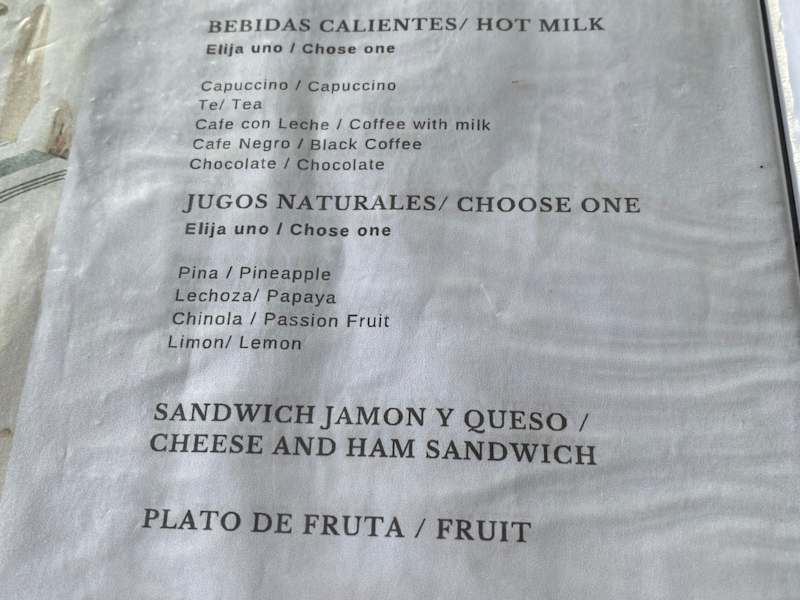 BEBIDAS CALIENTES/ HOT MILK
Elija uno / Chose one
Capuccino / Capuccino
Te/ Tea
Cafe con Leche / Coffee with milk
Cafe Negro / Black Coffee
Chocolate / Chocolate
JUGOS NATURALES/ CHOOSE ONE
Elija uno / Chose one
Pina / Pineapple
Lechoza/ Papaya
Chinola / Passion Fruit
Limon/ Lemon
SANDWICH JAMON Y QUESO /
CHEESE AND HAM SANDWICH
PLATO DE FRUTA / FRUIT